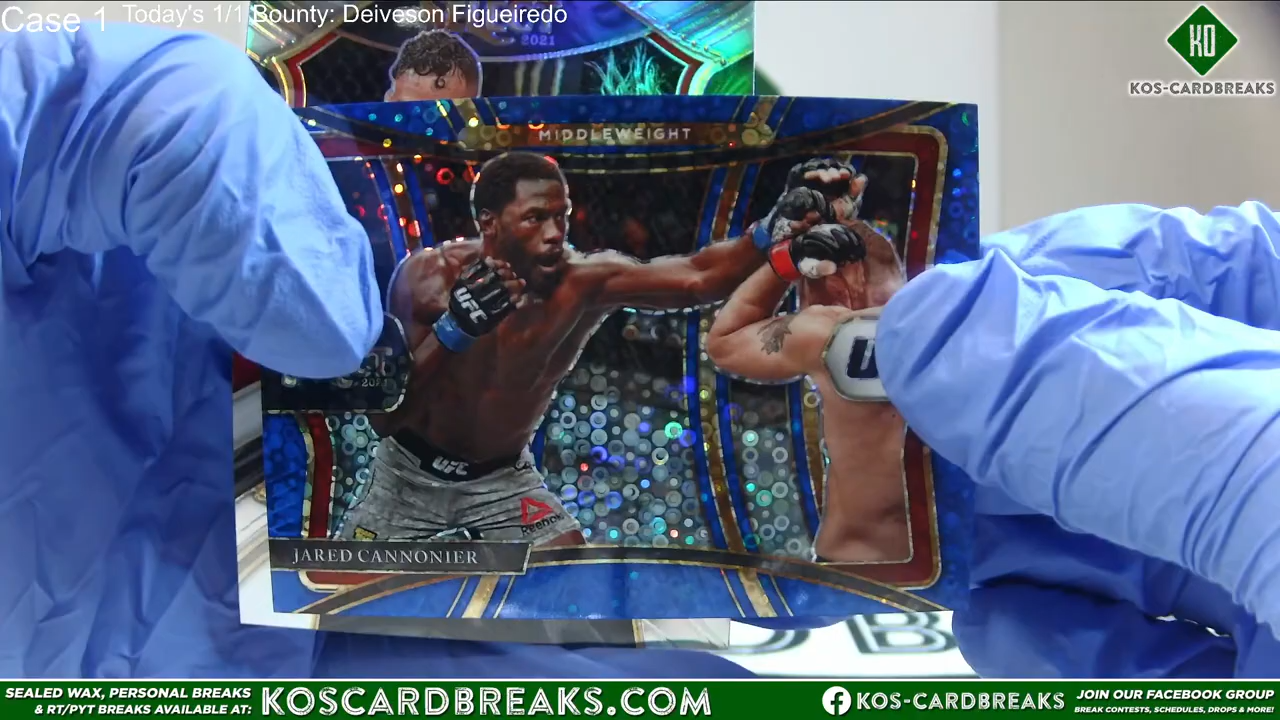 Case 1
Today's 1/1 Bounty: Deiveson Figueiredo
2021
KO
KOS-CARDBREAKS
MIDDLEWEIGHT
UFC
2021
UFC
Reebok
JARED CANNONIER
SEALED WAX, PERSONAL BREAKS
& RT/PYT BREAKS AVAILABLE AT:
KOSCARDBREAKS.COM
KOS-CARDBREAKS
JOIN OUR FACEBOOK GROUP
BREAK CONTESTS, SCHEDULES, DROPS & MORE!